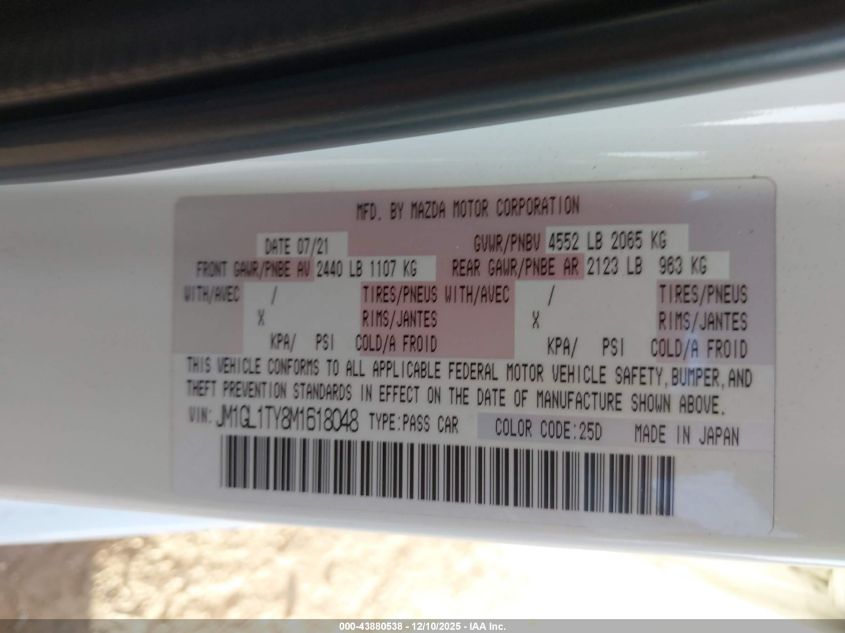 MFD. BY MAZDA MOTOR CORPORATION
DATE 07/21 GVWR/PNBV 4552 LB 2065 KG
FRONT GAWR/PNBE AV 2440 LB 1107 KG REAR GAWR/PNBE AR 2123 LB 963 KG
WITH/AVEC / TIRES/PNEUS WITH/AVEC / TIRES/PNEUS
X RIMS/JANTES X RIMS/JANTES
KPA/ PSI COLD/A FROID KPA/ PSI COLD/A FROID
THIS VEHICLE CONFORMS TO ALL APPLICABLE FEDERAL MOTOR VEHICLE SAFETY, BUMPER, AND
THEFT PREVENTION STANDARDS IN EFFECT ON THE DATE OF MANUFACTURE SHOWN ABOVE.
VIN: JM1GL1TY8M1618048 TYPE:PASS CAR COLOR CODE:25D MADE IN JAPAN
000-43880538 - 12/10/2025 - IAA Inc.